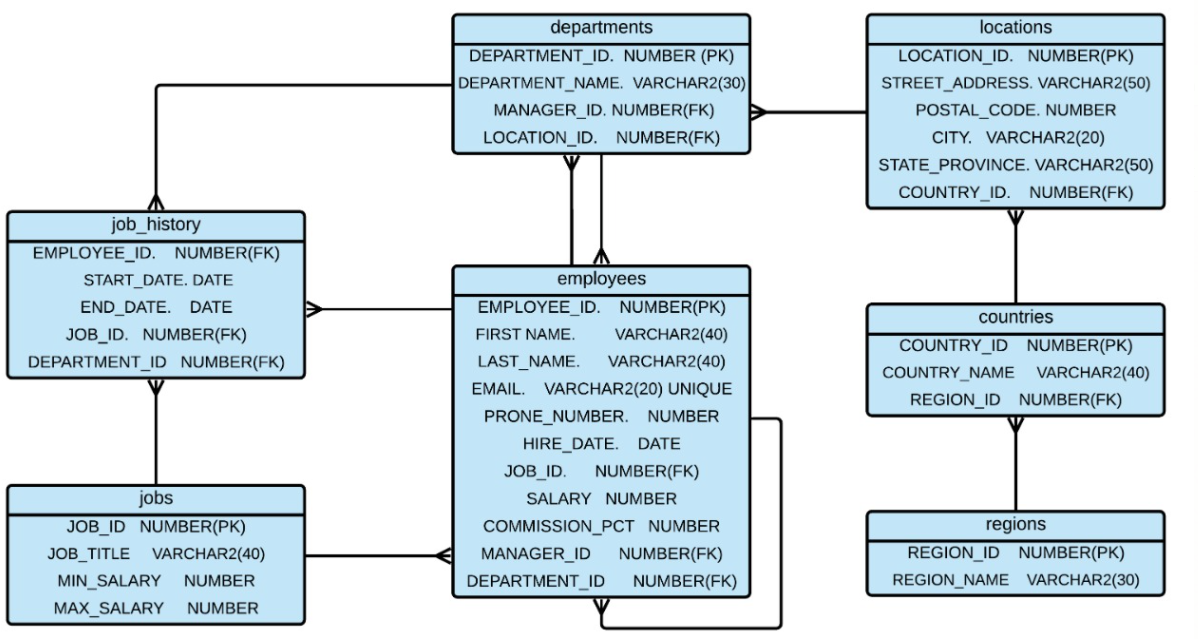 departments
DEPARTMENT_ID. NUMBER (PK)
DEPARTMENT_NAME. VARCHAR2(30)
MANAGER_ID. NUMBER(FK)
LOCATION_ID. NUMBER(FK)
locations
LOCATION_ID. NUMBER(PK)
STREET_ADDRESS. VARCHAR2(50)
POSTAL_CODE. NUMBER
CITY. VARCHAR2(20)
STATE_PROVINCE. VARCHAR2(50)
COUNTRY_ID. NUMBER(FK)
job_history
EMPLOYEE_ID. NUMBER(FK)
START_DATE. DATE
END_DATE. DATE
JOB_ID. NUMBER(FK)
DEPARTMENT_ID NUMBER(FK)
employees
EMPLOYEE_ID. NUMBER(PK)
FIRST NAME. VARCHAR2(40)
LAST_NAME. VARCHAR2(40)
EMAIL. VARCHAR2(20) UNIQUE
PRONE_NUMBER. NUMBER
HIRE_DATE. DATE
JOB_ID. NUMBER(FK)
SALARY NUMBER
COMMISSION_PCT NUMBER
MANAGER_ID NUMBER(FK)
DEPARTMENT_ID NUMBER(FK)
countries
COUNTRY_ID NUMBER(PK)
COUNTRY_NAME VARCHAR2(40)
REGION_ID NUMBER(FK)
jobs
JOB_ID NUMBER(PK)
JOB_TITLE VARCHAR2(40)
MIN_SALARY NUMBER
MAX_SALARY NUMBER
regions
REGION_ID NUMBER(PK)
REGION_NAME VARCHAR2(30)